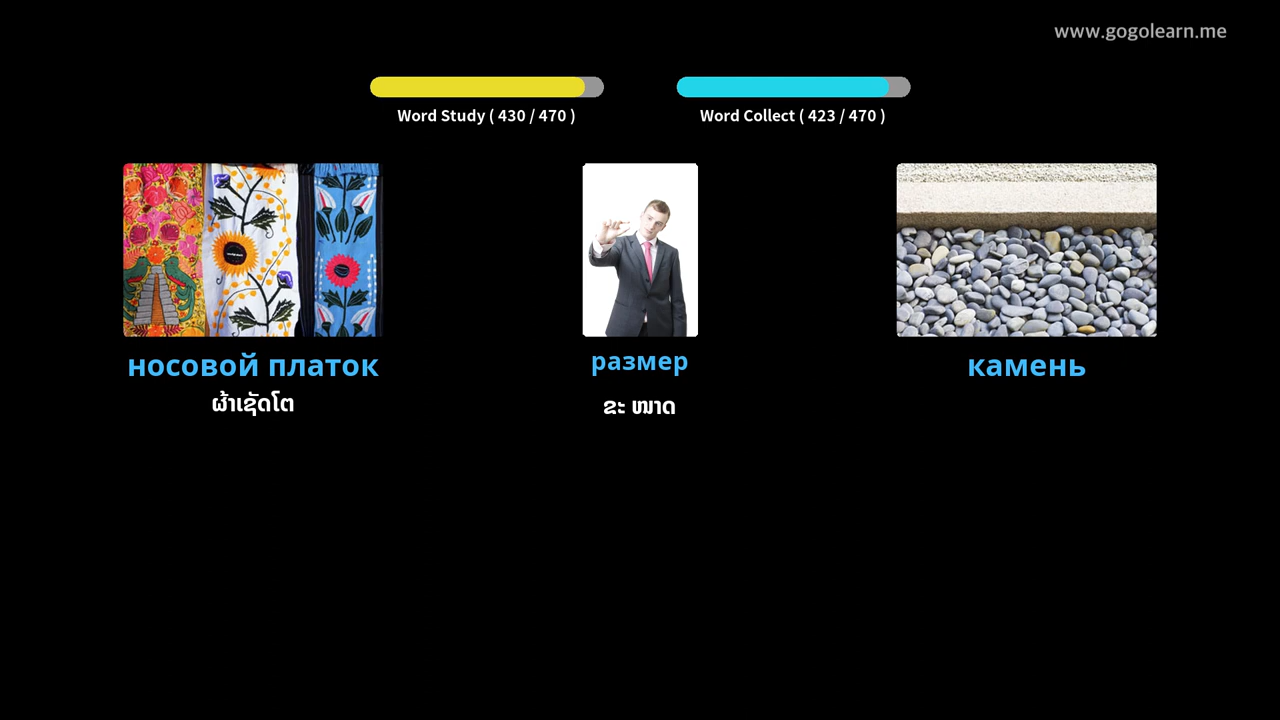 www.gogolearn.me
Word Study ( 430 / 470 )
Word Collect ( 423 / 470 )
носовой платок
ຜ້າເຊັດໂຕ
размер
ຂະ ໜາດ
камень